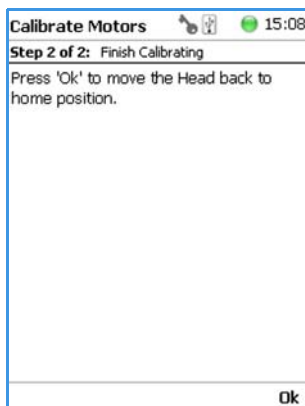 Calibrate Motors 15:08
Step 2 of 2: Finish Calibrating
Press 'Ok' to move the Head back to
home position.
Ok